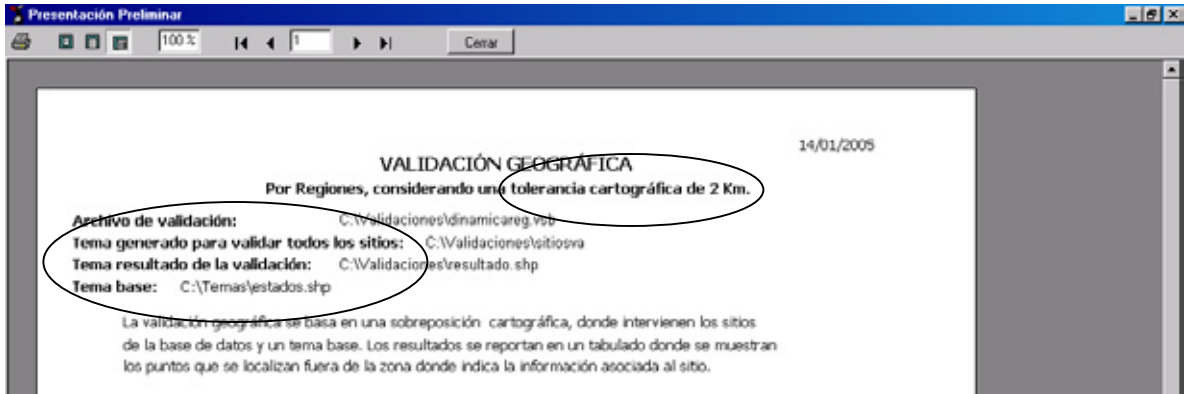 Presentación Preliminar
100 % 1 Cerrar
14/01/2005
VALIDACIÓN GEOGRÁFICA
Por Regiones, considerando una tolerancia cartográfica de 2 Km.
Archivo de validación: C:\Validaciones\dinamicareg.vsb
Tema generado para validar todos los sitios: C:\Validaciones\sitiosva
Tema resultado de la validación: C:\Validaciones\resultado.shp
Tema base: C:\Temas\estados.shp
La validación geográfica se basa en una sobreposición cartográfica, donde intervienen los sitios
de la base de datos y un tema base. Los resultados se reportan en un tabulado donde se muestran
los puntos que se localizan fuera de la zona donde indica la información asociada al sitio.